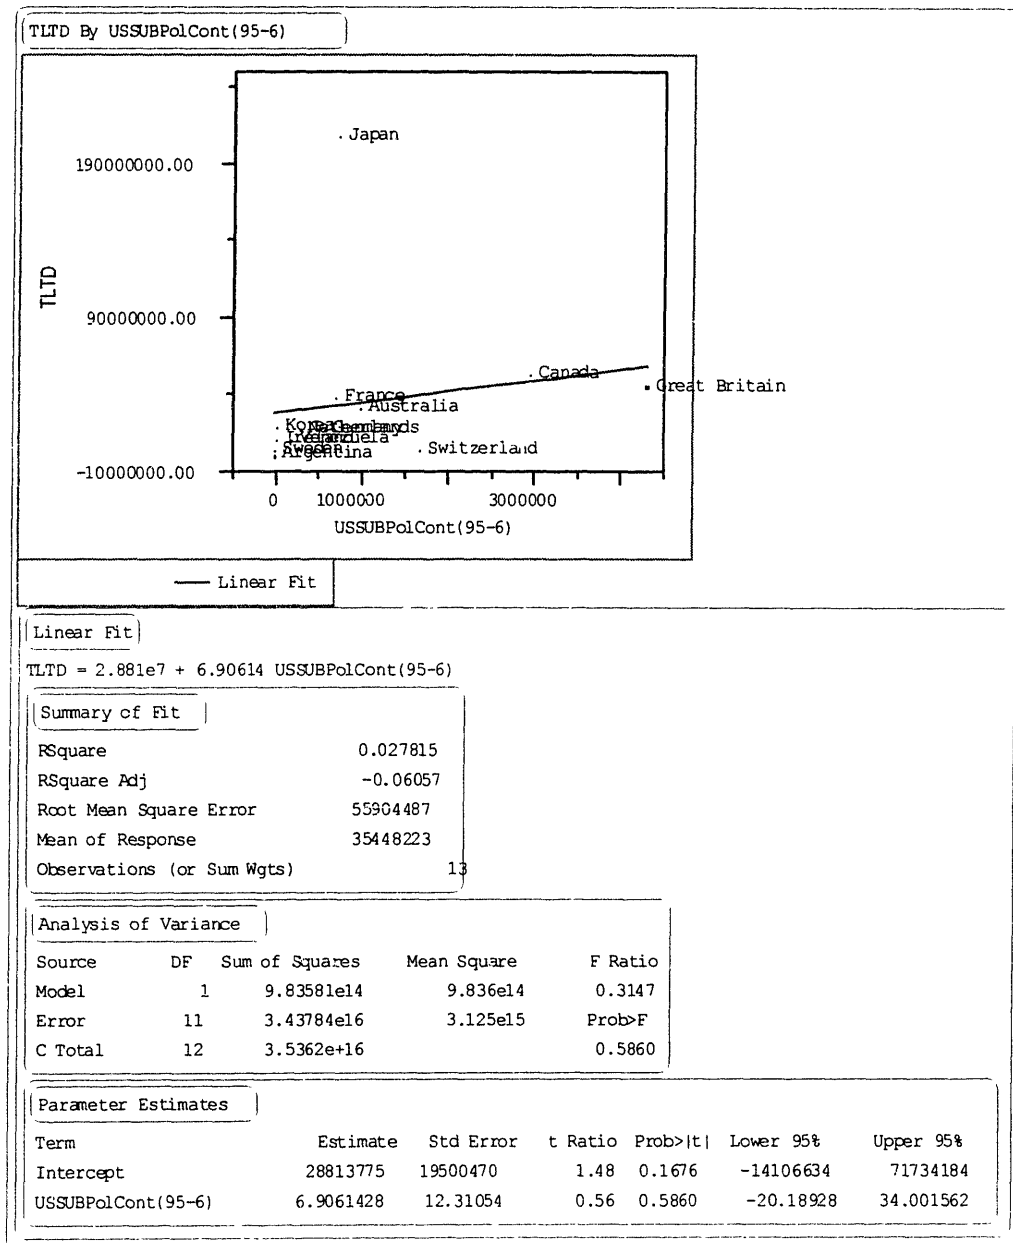 TLTD By USSUBPolCont(95-6)
Japan
190000000.00
TLTD
90000000.00
Canada
Great Britain
France
Australia
Korea
Germany
Switzerland
Sweden
Argentina
-10000000.00
0 1000000 3000000
USSUBPolCont(95-6)
Linear Fit
Linear Fit
TLTD = 2.881e7 + 6.90614 USSUBPolCont(95-6)
Summary of Fit
RSquare 0.027815
RSquare Adj -0.06057
Root Mean Square Error 55904487
Mean of Response 35448223
Observations (or Sum Wgts) 13
Analysis of Variance
Source DF Sum of Squares Mean Square F Ratio
Model 1 9.83581e14 9.836e14 0.3147
Error 11 3.43784e16 3.125e15 Prob>F
C Total 12 3.5362e+16 0.5860
Parameter Estimates
Term Estimate Std Error t Ratio Prob>|t| Lower 95% Upper 95%
Intercept 28813775 19500470 1.48 0.1676 -14106634 71734184
USSUBPolCont(95-6) 6.9061428 12.31054 0.56 0.5860 -20.18928 34.001562